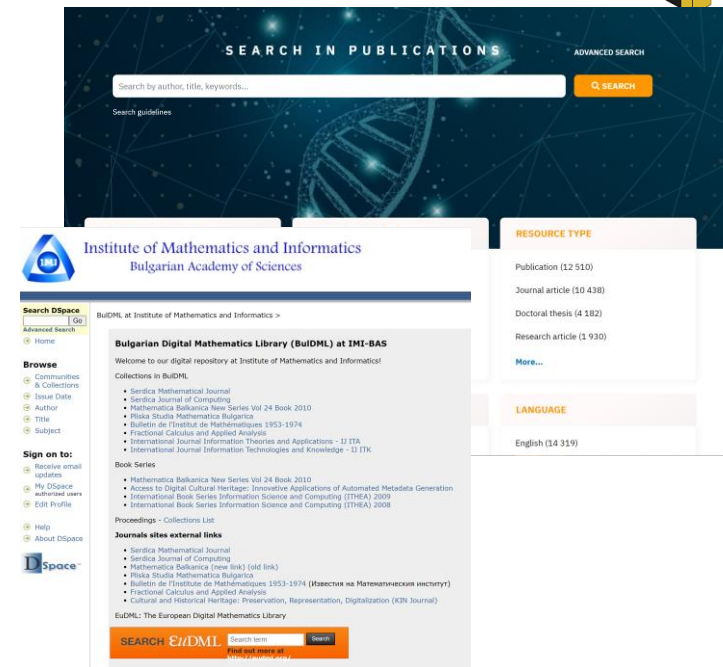 SEARCH IN PUBLICATIONS
ADVANCED SEARCH
Search by author, title, keywords...
SEARCH
Search guidelines
RESOURCE TYPE
Publication (12 510)
Journal article (10 438)
Doctoral thesis (4 182)
Research article (1 930)
More...
LANGUAGE
English (14 319)
IMI
Institute of Mathematics and Informatics
Bulgarian Academy of Sciences
Search DSpace
Go
Advanced Search
Home
Browse
Communities
& Collections
Issue Date
Author
Title
Subject
Sign on to:
Receive email
updates
My DSpace
authorized users
Edit Profile
Help
About DSpace
DSpace
BulDML at Institute of Mathematics and Informatics >
Bulgarian Digital Mathematics Library (BulDML) at IMI-BAS
Welcome to our digital repository at Institute of Mathematics and Informatics!
Collections in BulDML
• Serdica Mathematical Journal
• Serdica Journal of Computing
• Mathematica Balkanica New Series Vol 24 Book 2010
• Pliska Studia Mathematica Bulgarica
• Bulletin de l'Institut de Mathématiques 1953-1974
• Fractional Calculus and Applied Analysis
• International Journal Information Theories and Applications - IJ ITA
• International Journal Information Technologies and Knowledge - IJ ITK
Book Series
• Mathematica Balkanica New Series Vol 24 Book 2010
• Access to Digital Cultural Heritage: Innovative Applications of Automated Metadata Generation
• International Book Series Information Science and Computing (ITHEA) 2009
• International Book Series Information Science and Computing (ITHEA) 2008
Proceedings - Collections List
Journals sites external links
• Serdica Mathematical Journal
• Serdica Journal of Computing
• Mathematica Balkanica (new link) (old link)
• Pliska Studia Mathematica Bulgarica
• Bulletin de l'Institute de Mathématiques 1953-1974 (Известия на Математическия институт)
• Fractional Calculus and Applied Analysis
• Cultural and Historical Heritage: Preservation, Representation, Digitalization (KIN Journal)
EuDML: The European Digital Mathematics Library
SEARCH EuDML
Search term
Search
Find out more at
http://eudml.org/